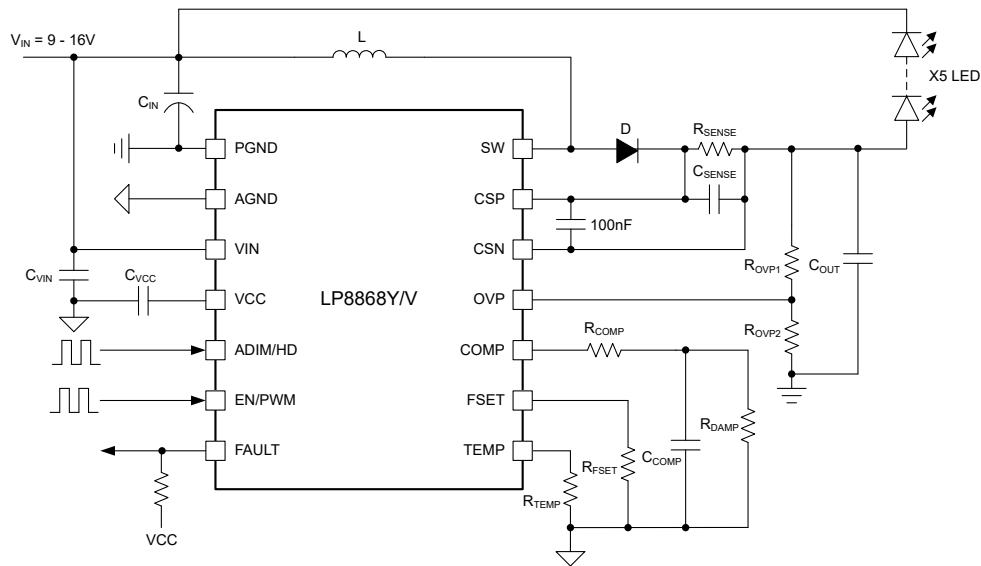 V_IN = 9 - 16V
L
X5 LED
C_IN
R_SENSE
PGND
SW
D
C_SENSE
AGND
CSP
100nF
VIN
CSN
C_VIN
C_VCC
R_OVP1
C_OUT
VCC
LP8868Y/V
OVP
R_COMP
R_OVP2
ADIM/HD
COMP
EN/PWM
FSET
R_DAMP
FAULT
TEMP
R_FSET
C_COMP
R_TEMP
VCC